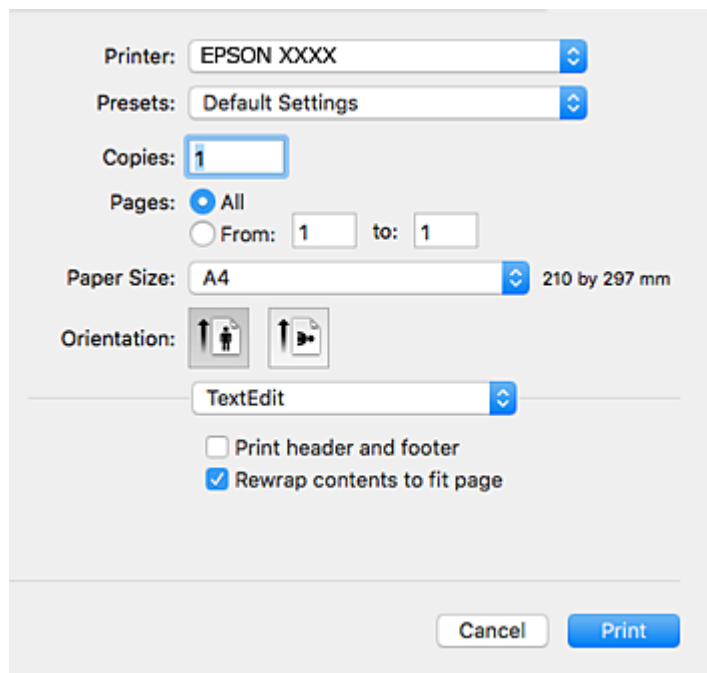 Printer: EPSON XXXX
Presets: Default Settings
Copies: 1
Pages: All
From: 1 to: 1
Paper Size: A4 210 by 297 mm
Orientation:
TextEdit
Print header and footer
Rewrap contents to fit page
Cancel Print